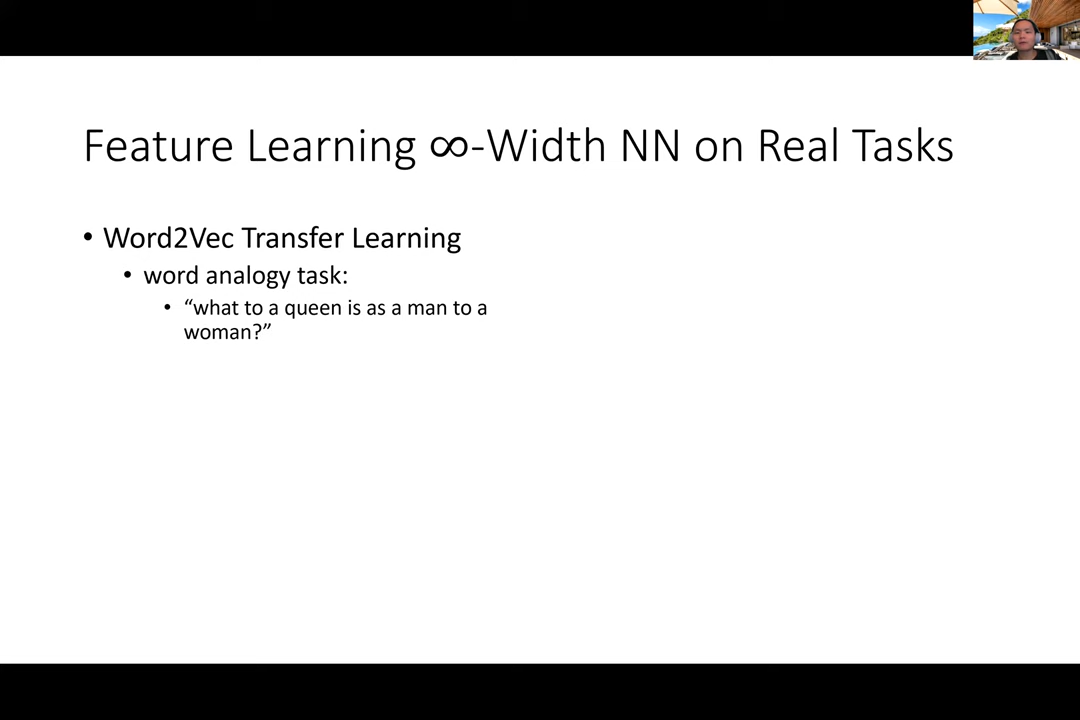 Feature Learning ∞-Width NN on Real Tasks
• Word2Vec Transfer Learning
• word analogy task:
• “what to a queen is as a man to a
woman?”